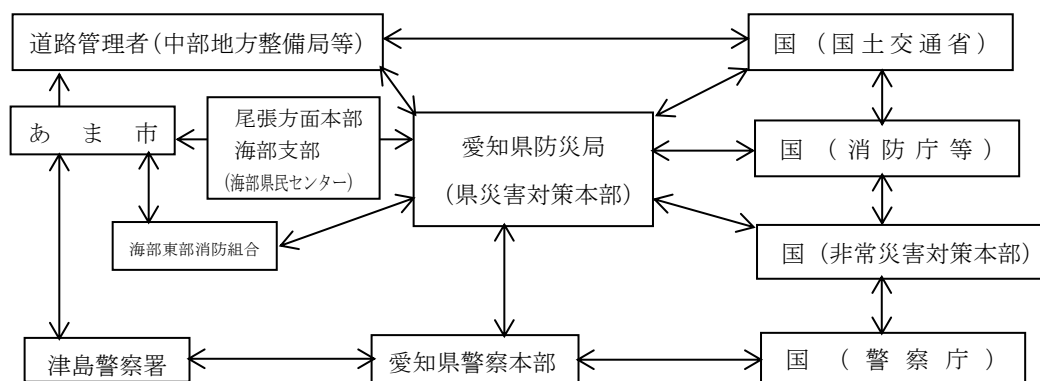 道路管理者(中部地方整備局等)
国(国土交通省)
あま市
尾張方面本部
海部支部
(海部県民センター)
愛知県防災局
(県災害対策本部)
国(消防庁等)
海部東部消防組合
国(非常災害対策本部)
津島警察署
愛知県警察本部
国(警察庁)